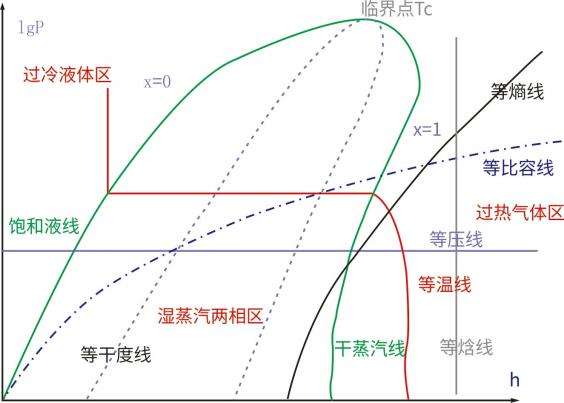 临界点Tc
lgP
过冷液体区
x=0
等熵线
x=1
等比容线
过热气体区
饱和液线
等压线
等温线
湿蒸汽两相区
等干度线
干蒸汽线
等焓线
h